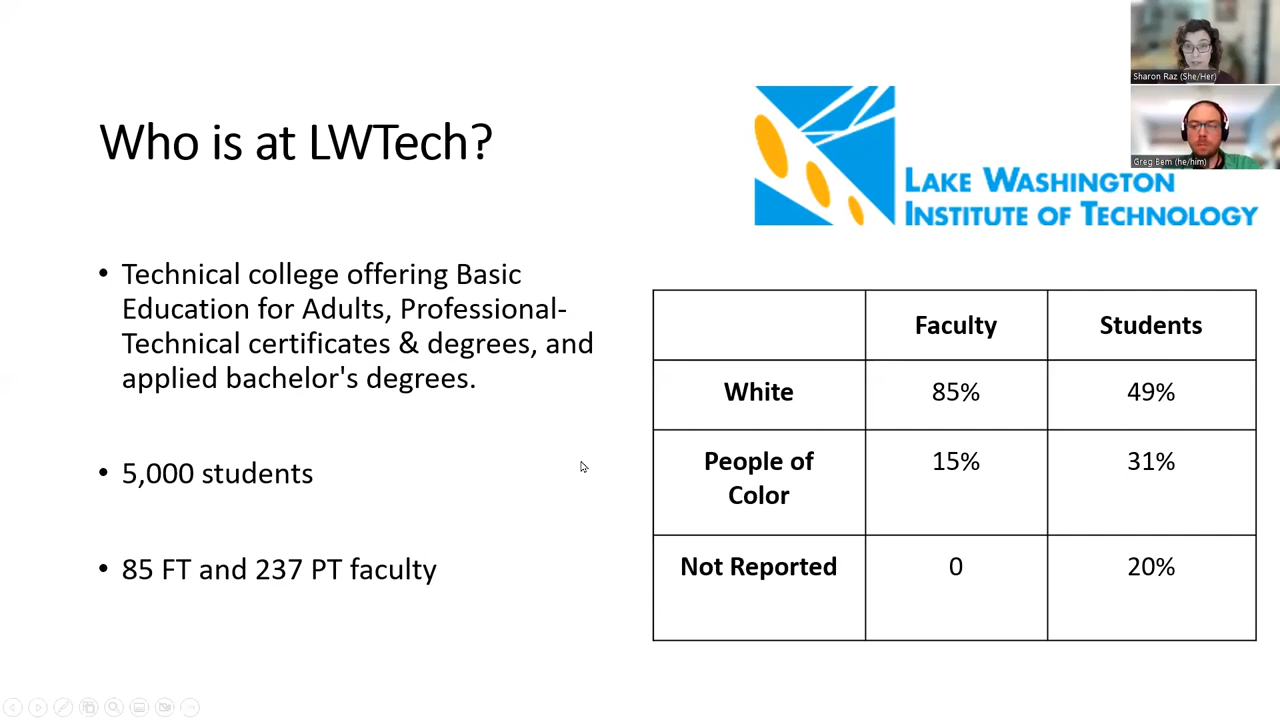 Sharon Raz (She/Her)
Greg Bem (he/him)
Who is at LWTech?
LAKE WASHINGTON
INSTITUTE OF TECHNOLOGY
• Technical college offering Basic
Education for Adults, Professional-
Technical certificates & degrees, and
applied bachelor's degrees.
• 5,000 students
• 85 FT and 237 PT faculty
Faculty Students
White 85% 49%
People of 15% 31%
Color
Not Reported 0 20%